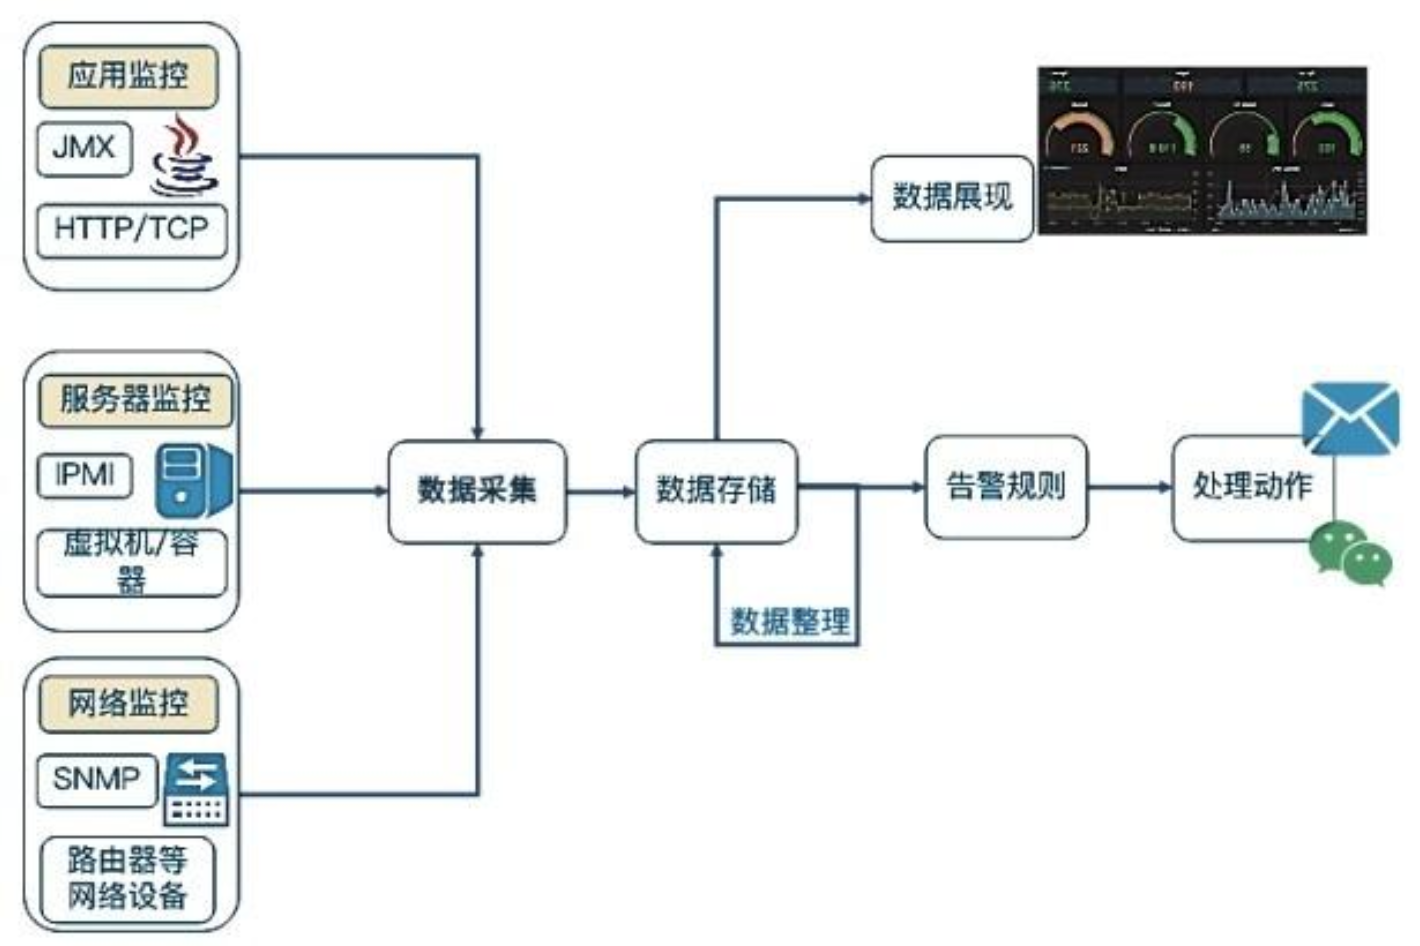 应用监控
JMX
HTTP/TCP
服务器监控
IPMI
虚拟机/容
器
网络监控
SNMP
路由器等
网络设备
数据采集
数据存储
数据整理
数据展现
告警规则
处理动作